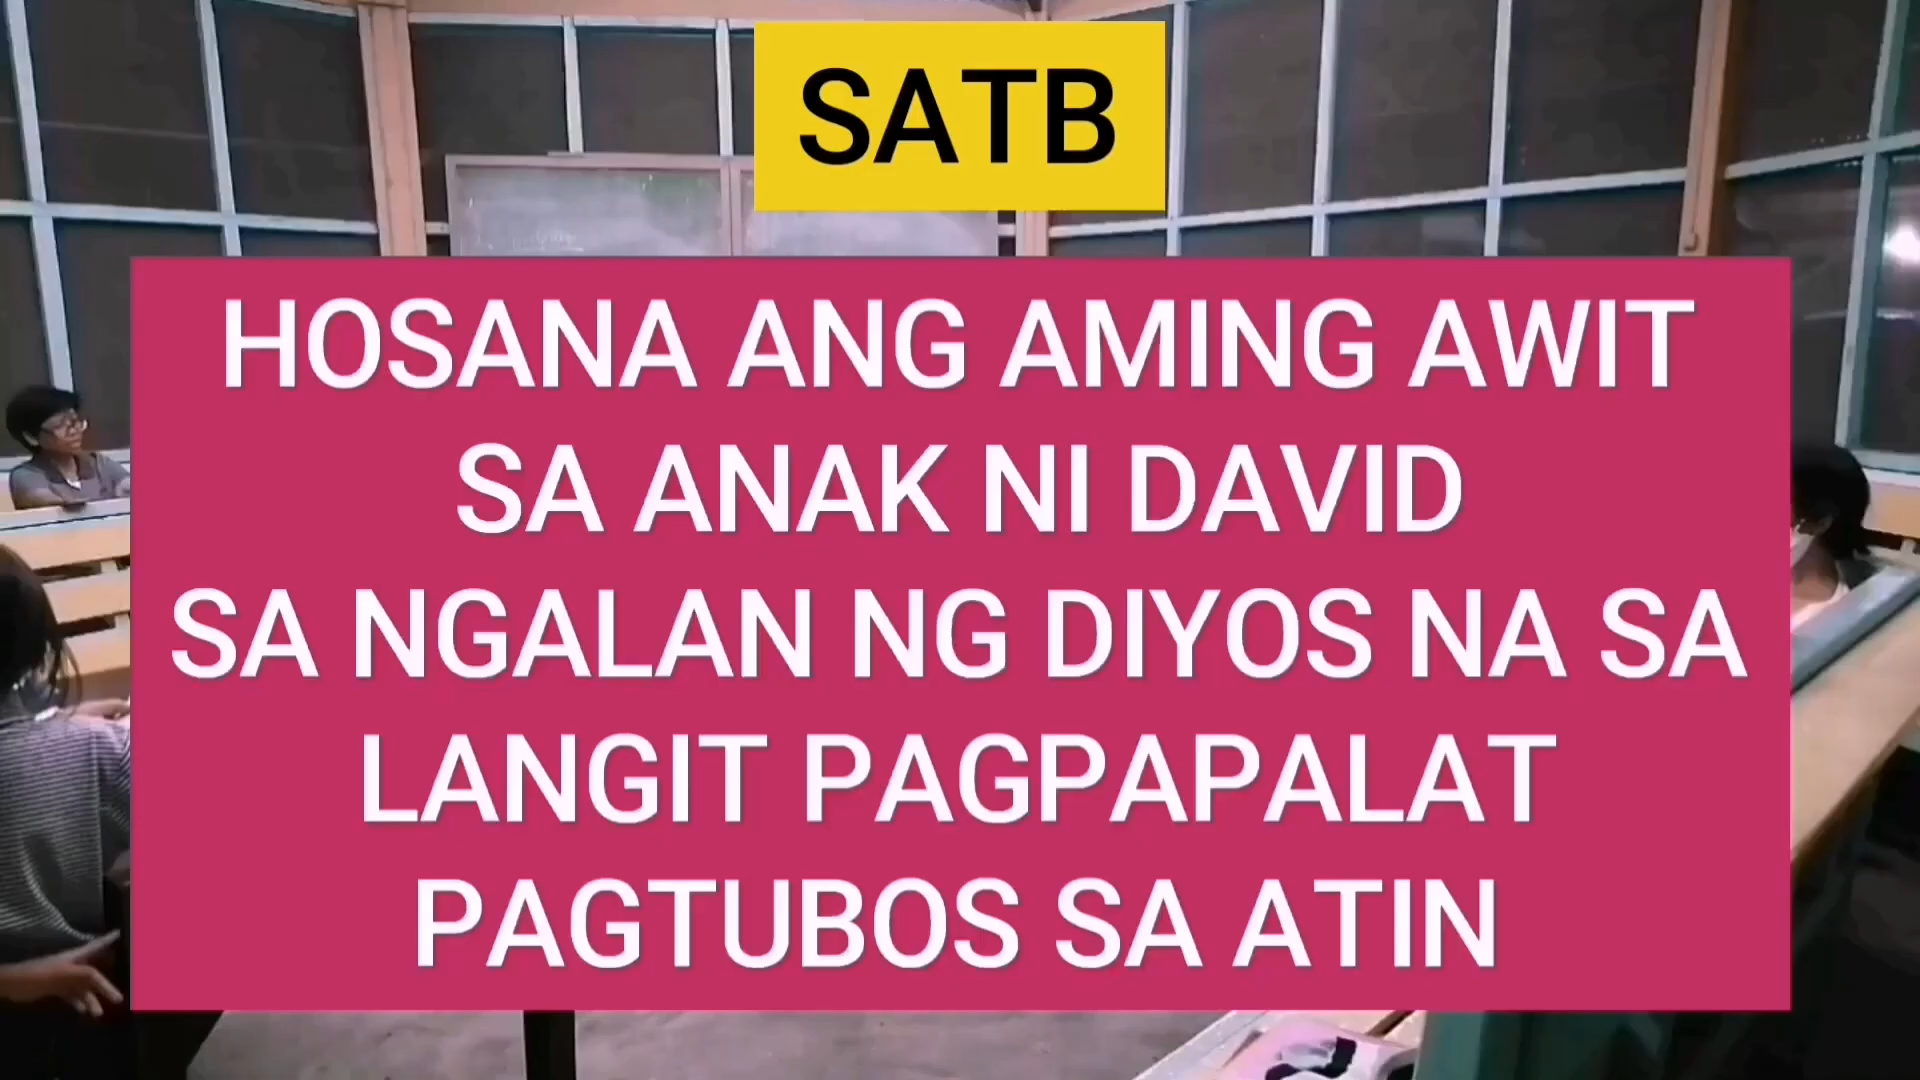 SATB
HOSANA ANG AMING AWIT
SA ANAK NI DAVID
SA NGALAN NG DIYOS NA SA
LANGIT PAGPAPALAT
PAGTUBOS SA ATIN